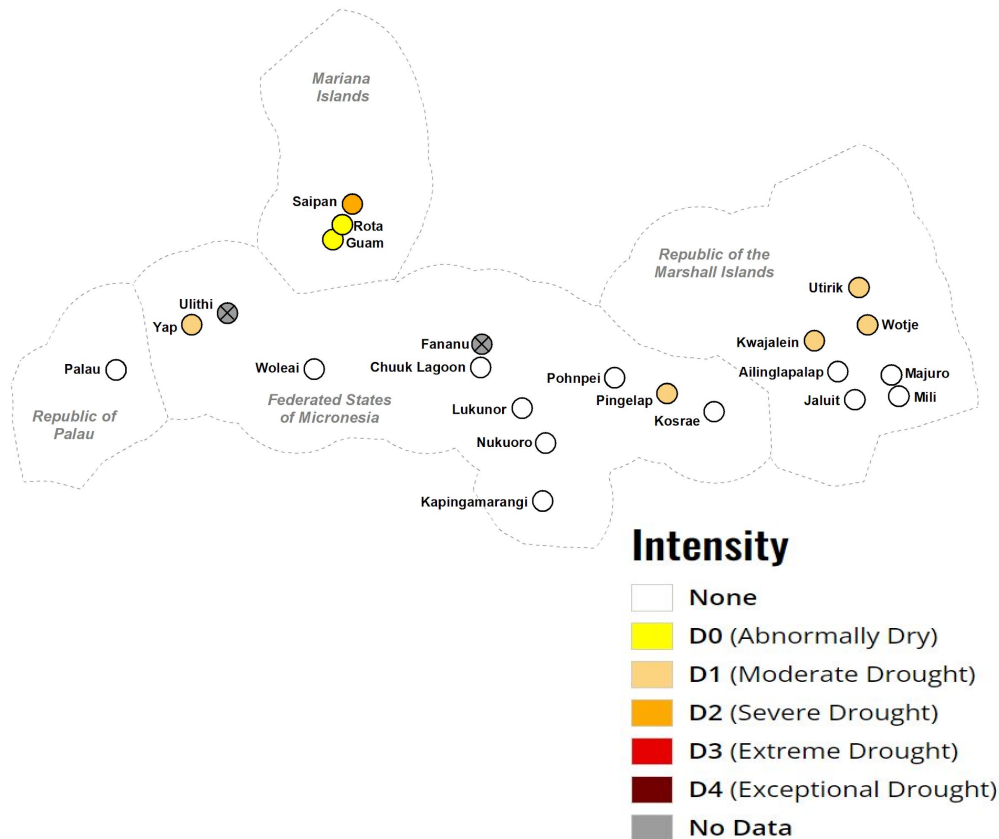 Mariana
Islands
Saipan
Rota
Guam
Republic of the
Marshall Islands
Utirik
Ulithi
Yap
Wotje
Fananu
Kwajalein
Palau
Woleai
Chuuk Lagoon
Ailinglapalap
Majuro
Pohnpei
Pingelap
Jaluit
Mili
Federated States
of Micronesia
Lukunor
Kosrae
Republic of
Palau
Nukuoro
Kapingamarangi
Intensity
None
D0 (Abnormally Dry)
D1 (Moderate Drought)
D2 (Severe Drought)
D3 (Extreme Drought)
D4 (Exceptional Drought)
No Data